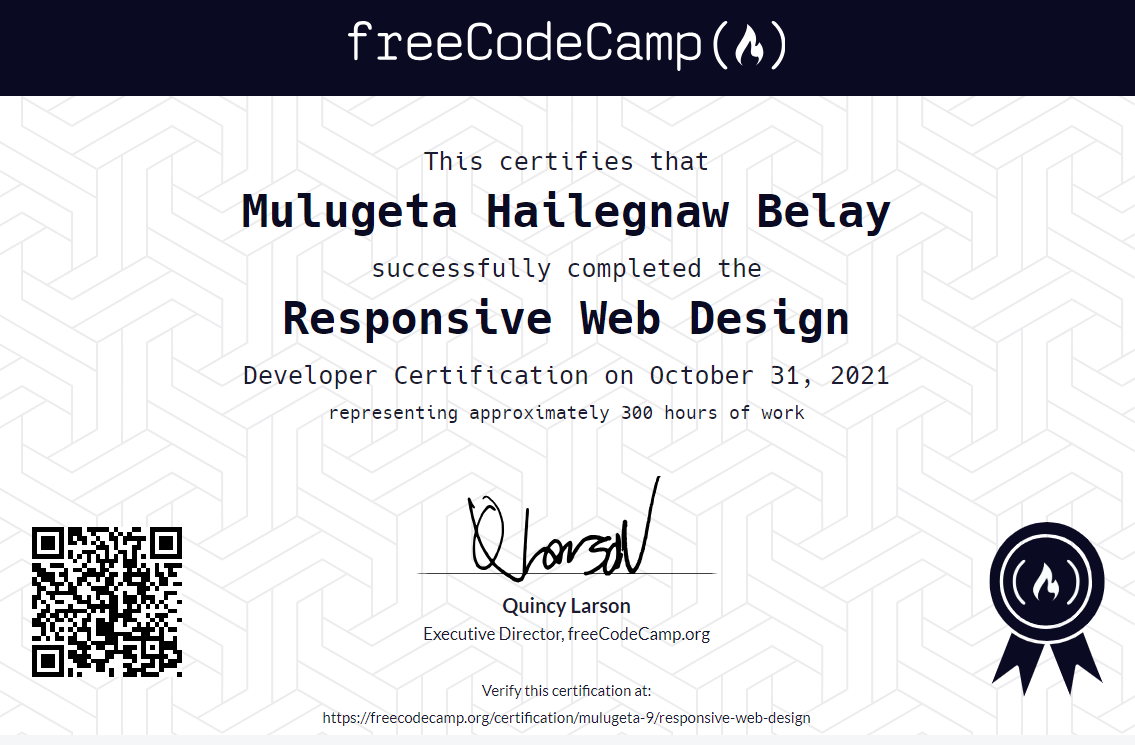 freeCodeCamp
This certifies that
Mulugeta Hailegnaw Belay
successfully completed the
Responsive Web Design
Developer Certification on October 31, 2021
representing approximately 300 hours of work
Quincy Larson
Executive Director, freeCodeCamp.org
Verify this certification at:
https://freecodecamp.org/certification/mulugeta-9/responsive-web-design